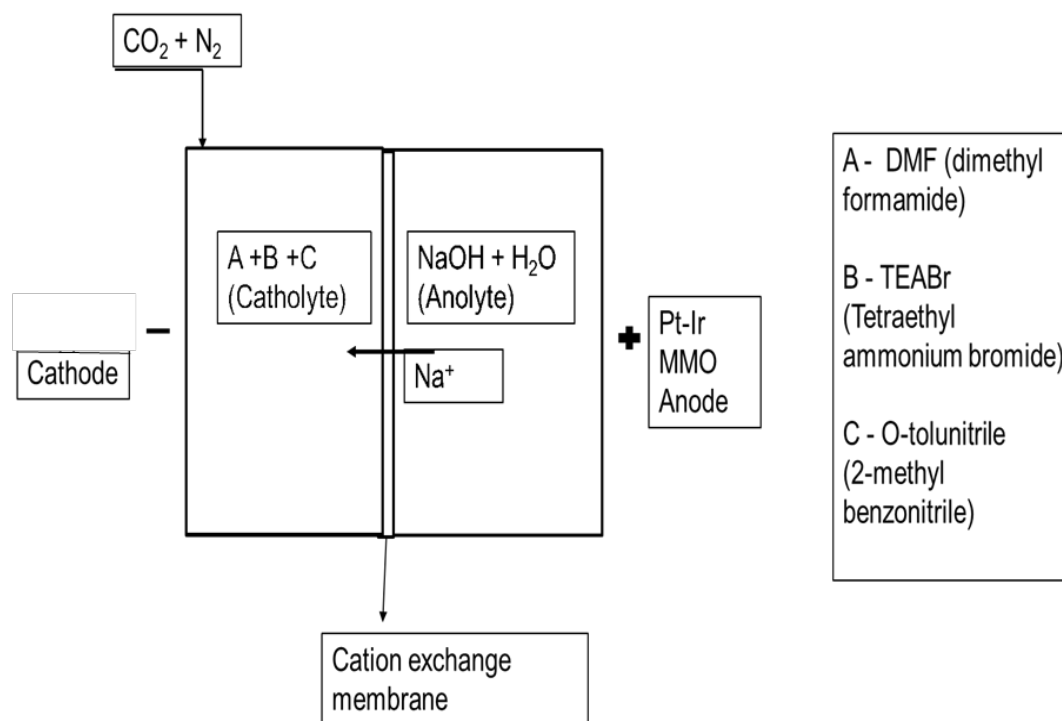 CO₂ + N₂
A +B +C
(Catholyte)
NaOH + H₂O
(Anolyte)
Na⁺
−
Cathode
+
Pt-Ir
MMO
Anode
Cation exchange
membrane
A - DMF (dimethyl
formamide)
B - TEABr
(Tetraethyl
ammonium bromide)
C - O-tolunitrile
(2-methyl
benzonitrile)